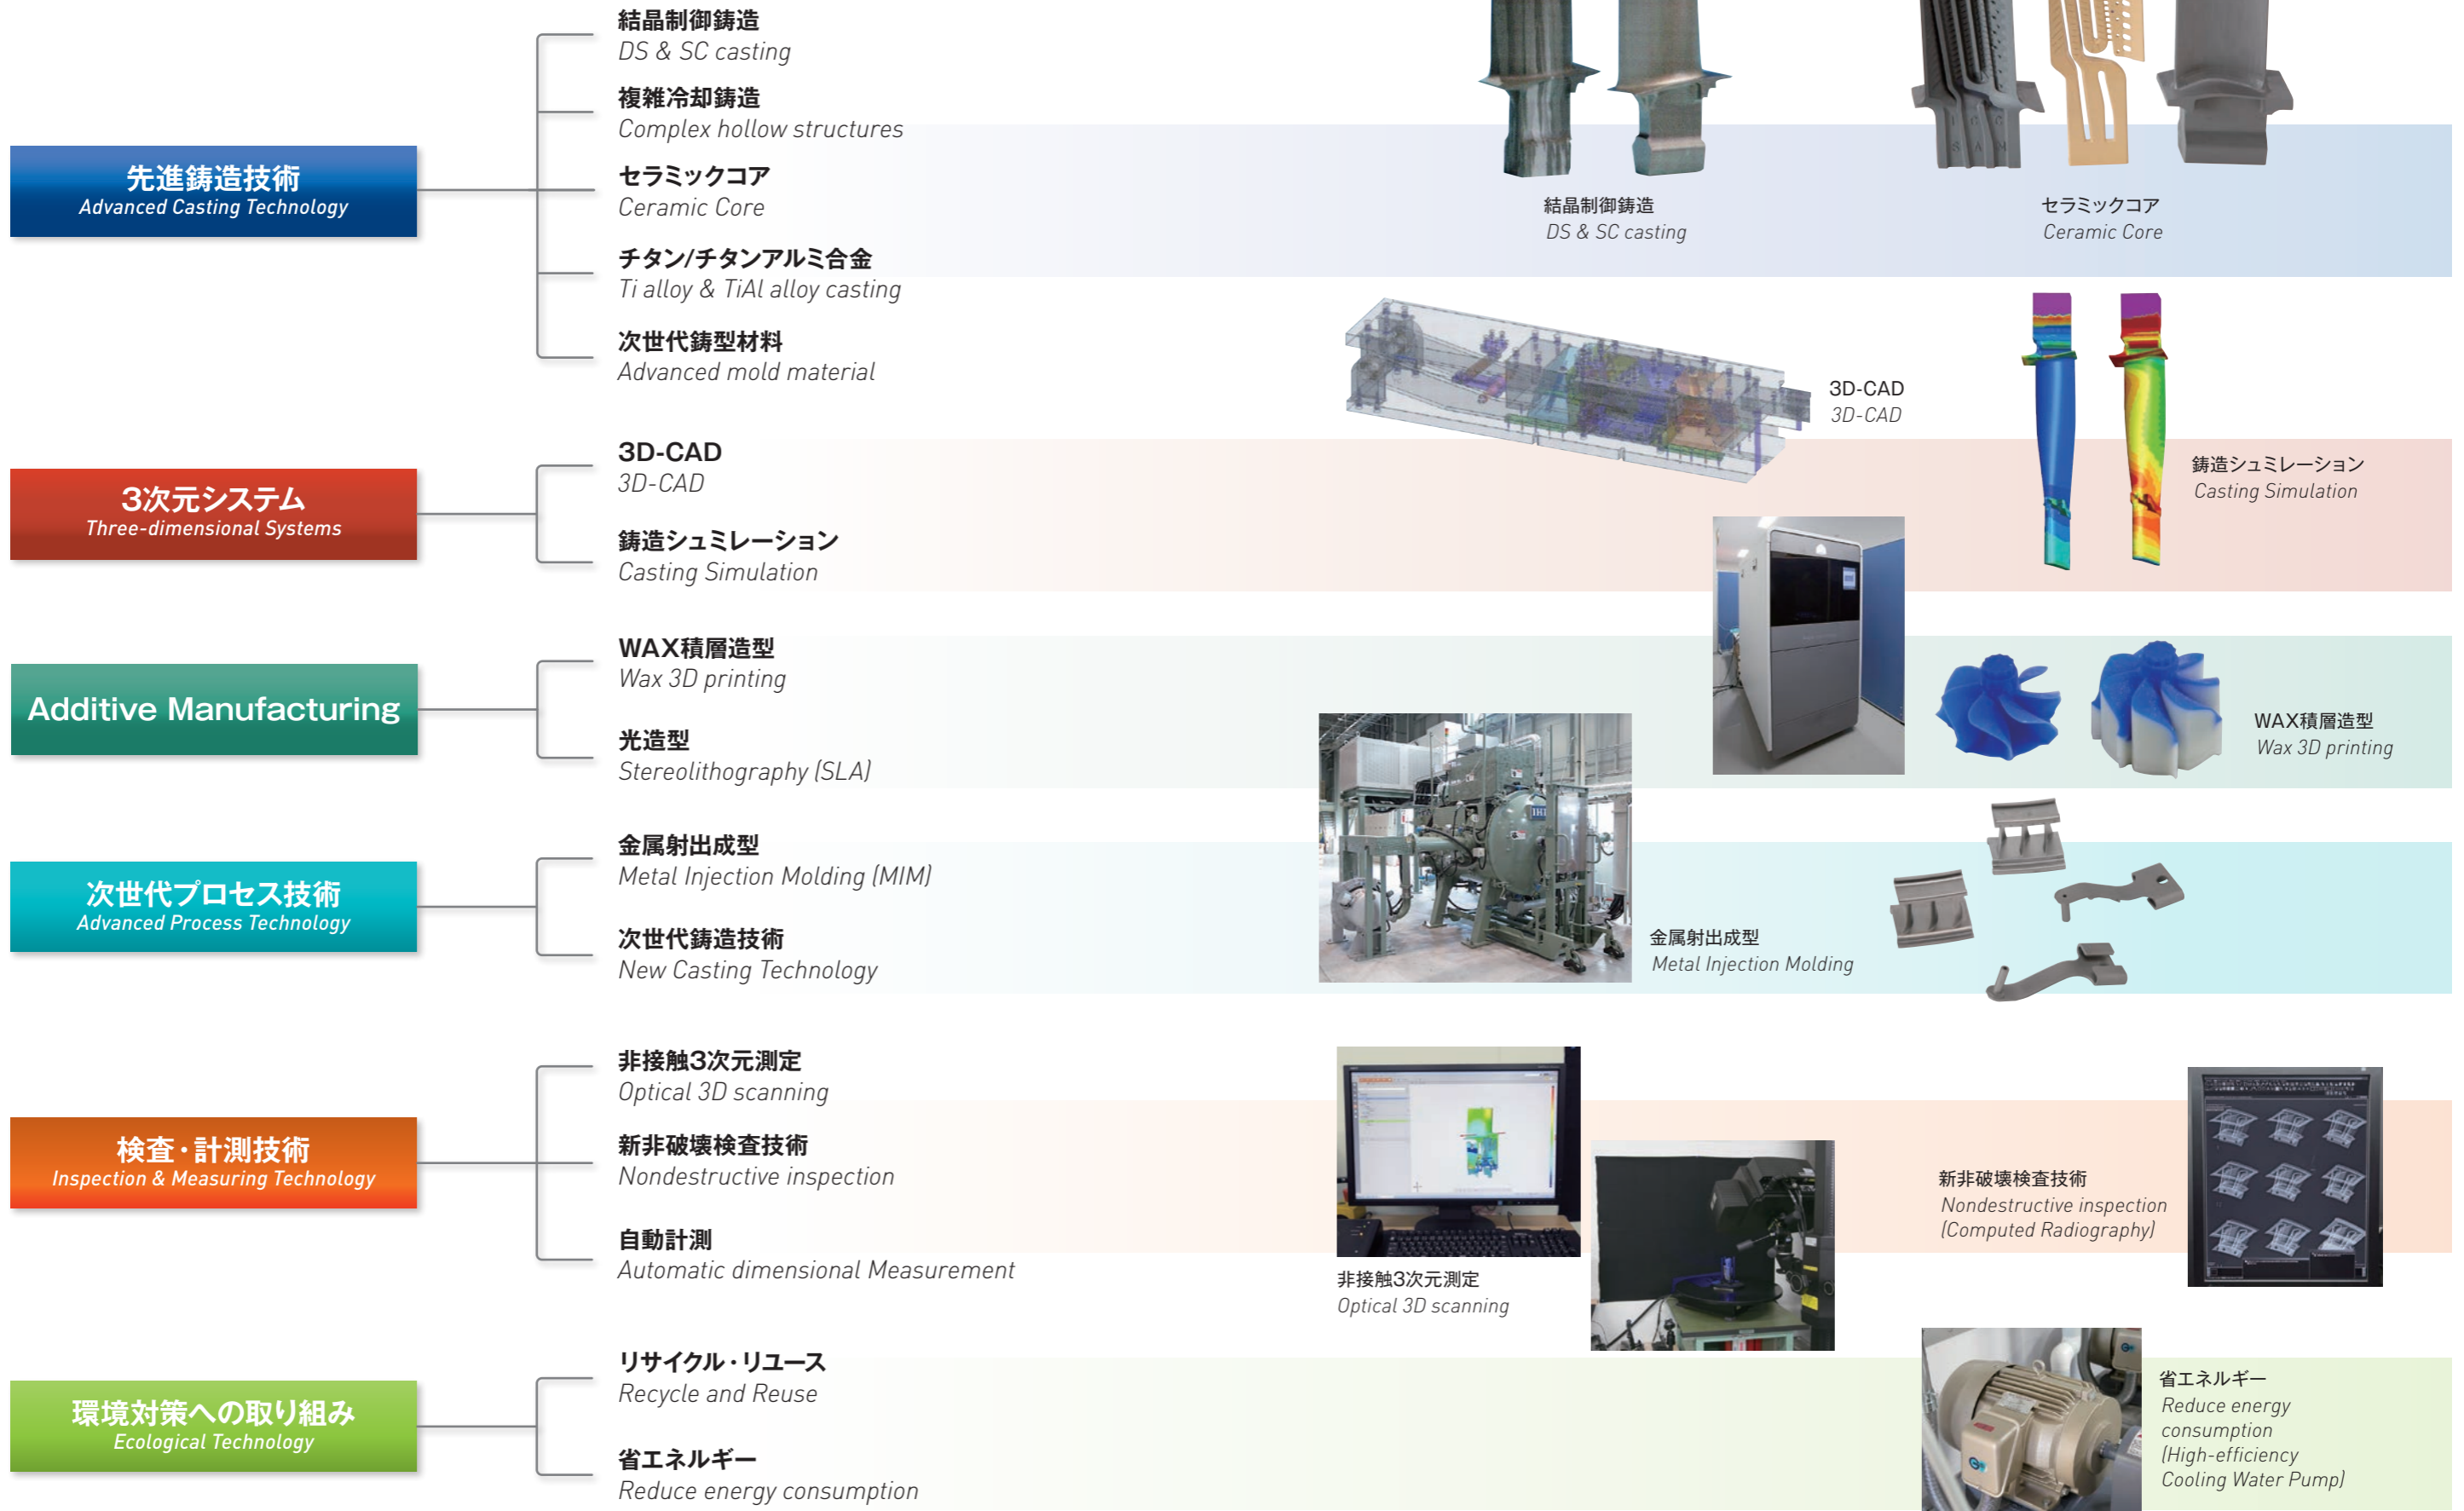 結晶制御鋳造
DS & SC casting
複雑冷却鋳造
Complex hollow structures
先進鋳造技術
Advanced Casting Technology
セラミックコア
Ceramic Core
チタン/チタンアルミ合金
Ti alloy & TiAl alloy casting
次世代鋳型材料
Advanced mold material
結晶制御鋳造
DS & SC casting
セラミックコア
Ceramic Core
3次元システム
Three-dimensional Systems
3D-CAD
3D-CAD
鋳造シュミレーション
Casting Simulation
3D-CAD
3D-CAD
鋳造シュミレーション
Casting Simulation
Additive Manufacturing
WAX積層造型
Wax 3D printing
光造型
Stereolithography (SLA)
WAX積層造型
Wax 3D printing
次世代プロセス技術
Advanced Process Technology
金属射出成型
Metal Injection Molding (MIM)
次世代鋳造技術
New Casting Technology
IHI
金属射出成型
Metal Injection Molding
検査・計測技術
Inspection & Measuring Technology
非接触3次元測定
Optical 3D scanning
新非破壊検査技術
Nondestructive inspection
自動計測
Automatic dimensional Measurement
非接触3次元測定
Optical 3D scanning
新非破壊検査技術
Nondestructive inspection
(Computed Radiography)
環境対策への取り組み
Ecological Technology
リサイクル・リユース
Recycle and Reuse
省エネルギー
Reduce energy consumption
省エネルギー
Reduce energy
consumption
(High-efficiency
Cooling Water Pump)